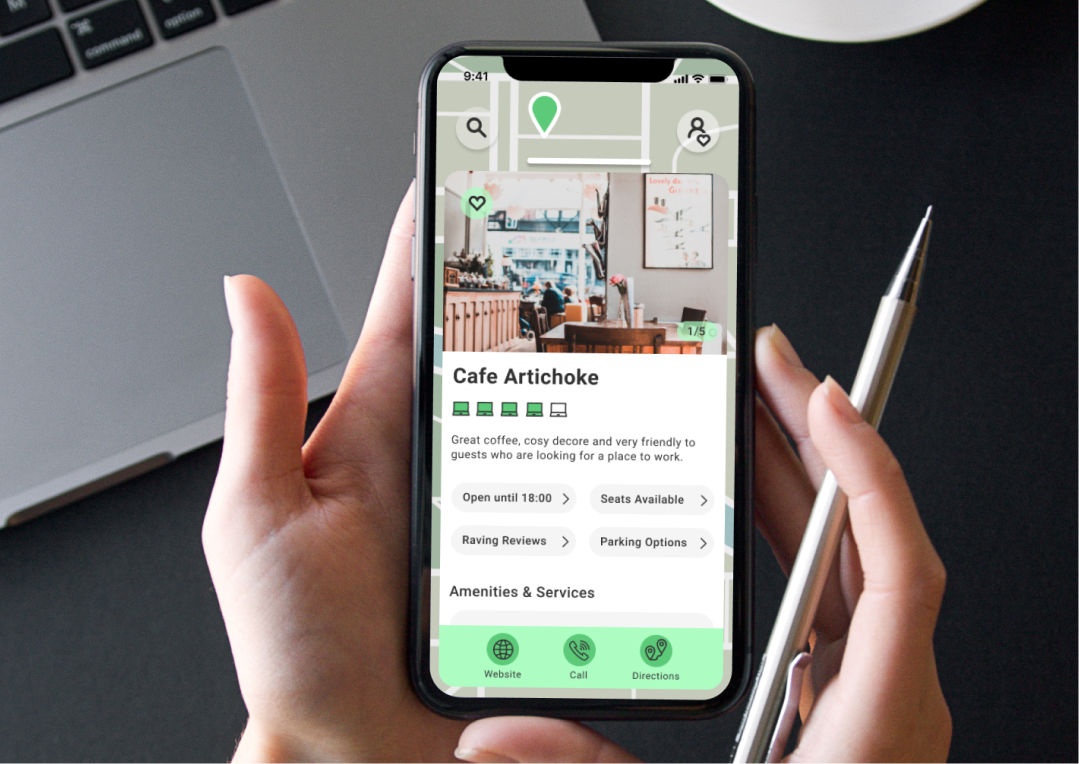 M
⌘
command
option
9:41
Lovely
1/5
Cafe Artichoke
Great coffee, cosy decore and very friendly to
guests who are looking for a place to work.
Open until 18:00
Seats Available
Raving Reviews
Parking Options
Amenities & Services
Website
Call
Directions